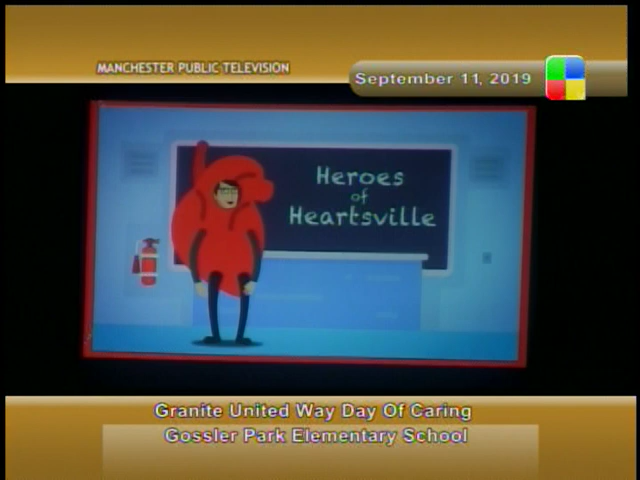 MANCHESTER PUBLIC TELEVISION
September 11, 2019
Heroes
of
Heartsville
Granite United Way Day Of Caring
Gossler Park Elementary School